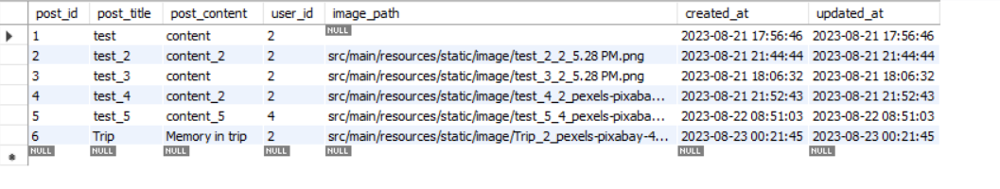 post_id post_title post_content user_id image_path created_at updated_at
1 test content 2 NULL 2023-08-21 17:56:46 2023-08-21 17:56:46
2 test_2 content_2 2 src/main/resources/static/image/test_2_2_5.28 PM.png 2023-08-21 21:44:44 2023-08-21 21:44:44
3 test_3 content 2 src/main/resources/static/image/test_3_2_5.28 PM.png 2023-08-21 18:06:32 2023-08-21 18:06:32
4 test_4 content_2 2 src/main/resources/static/image/test_4_2_pexels-pixaba... 2023-08-21 21:52:43 2023-08-21 21:52:43
5 test_5 content_5 4 src/main/resources/static/image/test_5_4_pexels-pixaba... 2023-08-22 08:51:03 2023-08-22 08:51:03
6 Trip Memory in trip 2 src/main/resources/static/image/Trip_2_pexels-pixabay-4... 2023-08-23 00:21:45 2023-08-23 00:21:45
NULL NULL NULL NULL NULL NULL NULL